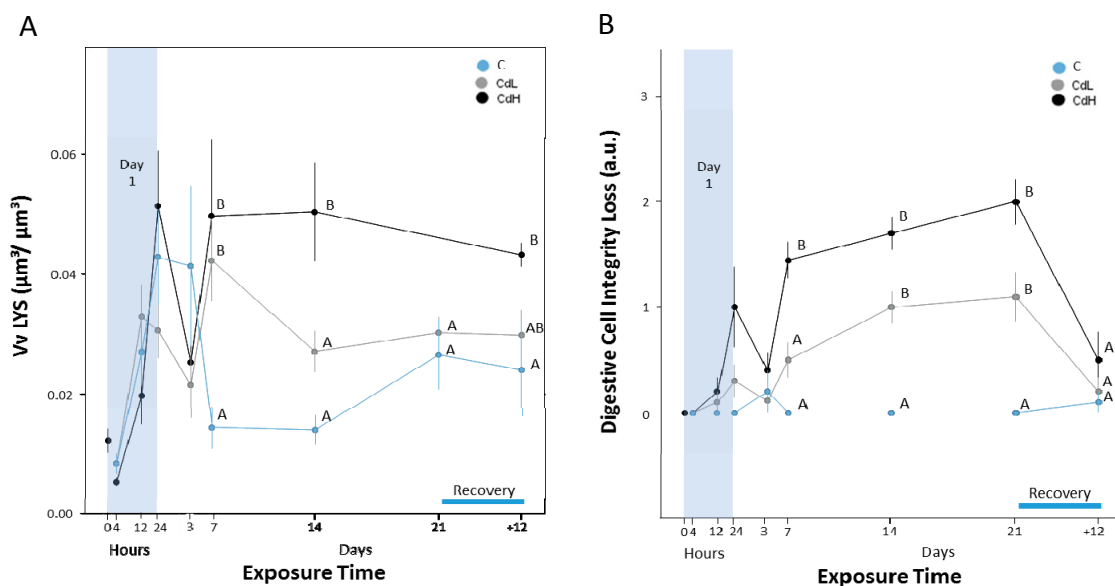 A
Vv LYS (µm³/ µm³)
0.06
0.04
0.02
0.00
Day
1
C
CdL
CdH
B
B
B
B
A
A
AB
A
A
A
A
Recovery
0 4 12 24 3 7 14 21 +12
Hours Days
Exposure Time
B
Digestive Cell Integrity Loss (a.u.)
3
2
1
0
Day
1
C
CdL
CdH
B
B
B
B
B
A
A
A
A
A
A
A
Recovery
0 4 12 24 3 7 14 21 +12
Hours Days
Exposure Time